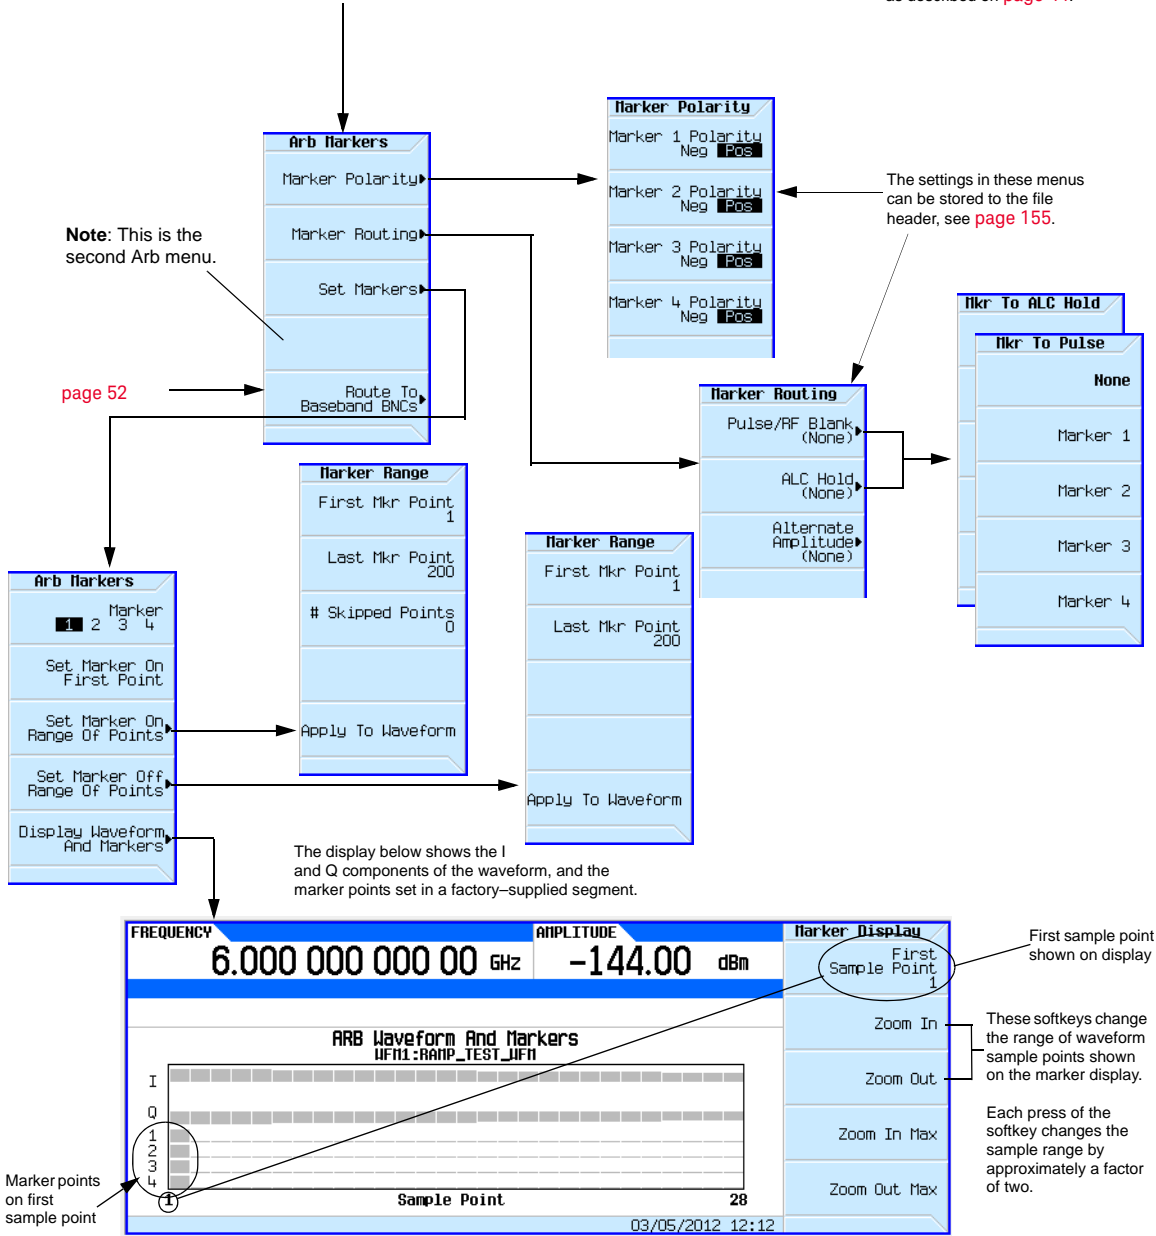 Marker Polarity
Marker 1 Polarity
Neg Pos
Marker 2 Polarity
Neg Pos
Marker 3 Polarity
Neg Pos
Marker 4 Polarity
Neg Pos
Arb Markers
Marker Polarity
Marker Routing
Set Markers
Route To
Baseband BNCs
Note: This is the
second Arb menu.
page 52
The settings in these menus
can be stored to the file
header, see page 155.
Mkr To ALC Hold
Mkr To Pulse
None
Marker 1
Marker 2
Marker 3
Marker 4
Marker Routing
Pulse/RF Blank
(None)
ALC Hold
(None)
Alternate
Amplitude
(None)
Marker Range
First Mkr Point
1
Last Mkr Point
200
# Skipped Points
0
Apply To Waveform
Marker Range
First Mkr Point
1
Last Mkr Point
200
Apply To Waveform
Arb Markers
Marker
1 2 3 4
Set Marker On
First Point
Set Marker On
Range Of Points
Set Marker Off
Range Of Points
Display Waveform
And Markers
The display below shows the I
and Q components of the waveform, and the
marker points set in a factory–supplied segment.
FREQUENCY
6.000 000 000 00 GHz
AMPLITUDE
-144.00 dBm
Marker Display
First
Sample Point
1
Zoom In
Zoom Out
Zoom In Max
Zoom Out Max
ARB Waveform And Markers
WFM1:RAMP_TEST_WFM
I
Q
1
2
3
4
1
Sample Point
28
03/05/2012 12:12
First sample point
shown on display
These softkeys change
the range of waveform
sample points shown
on the marker display.
Each press of the
softkey changes the
sample range by
approximately a factor
of two.
Marker points
on first
sample point